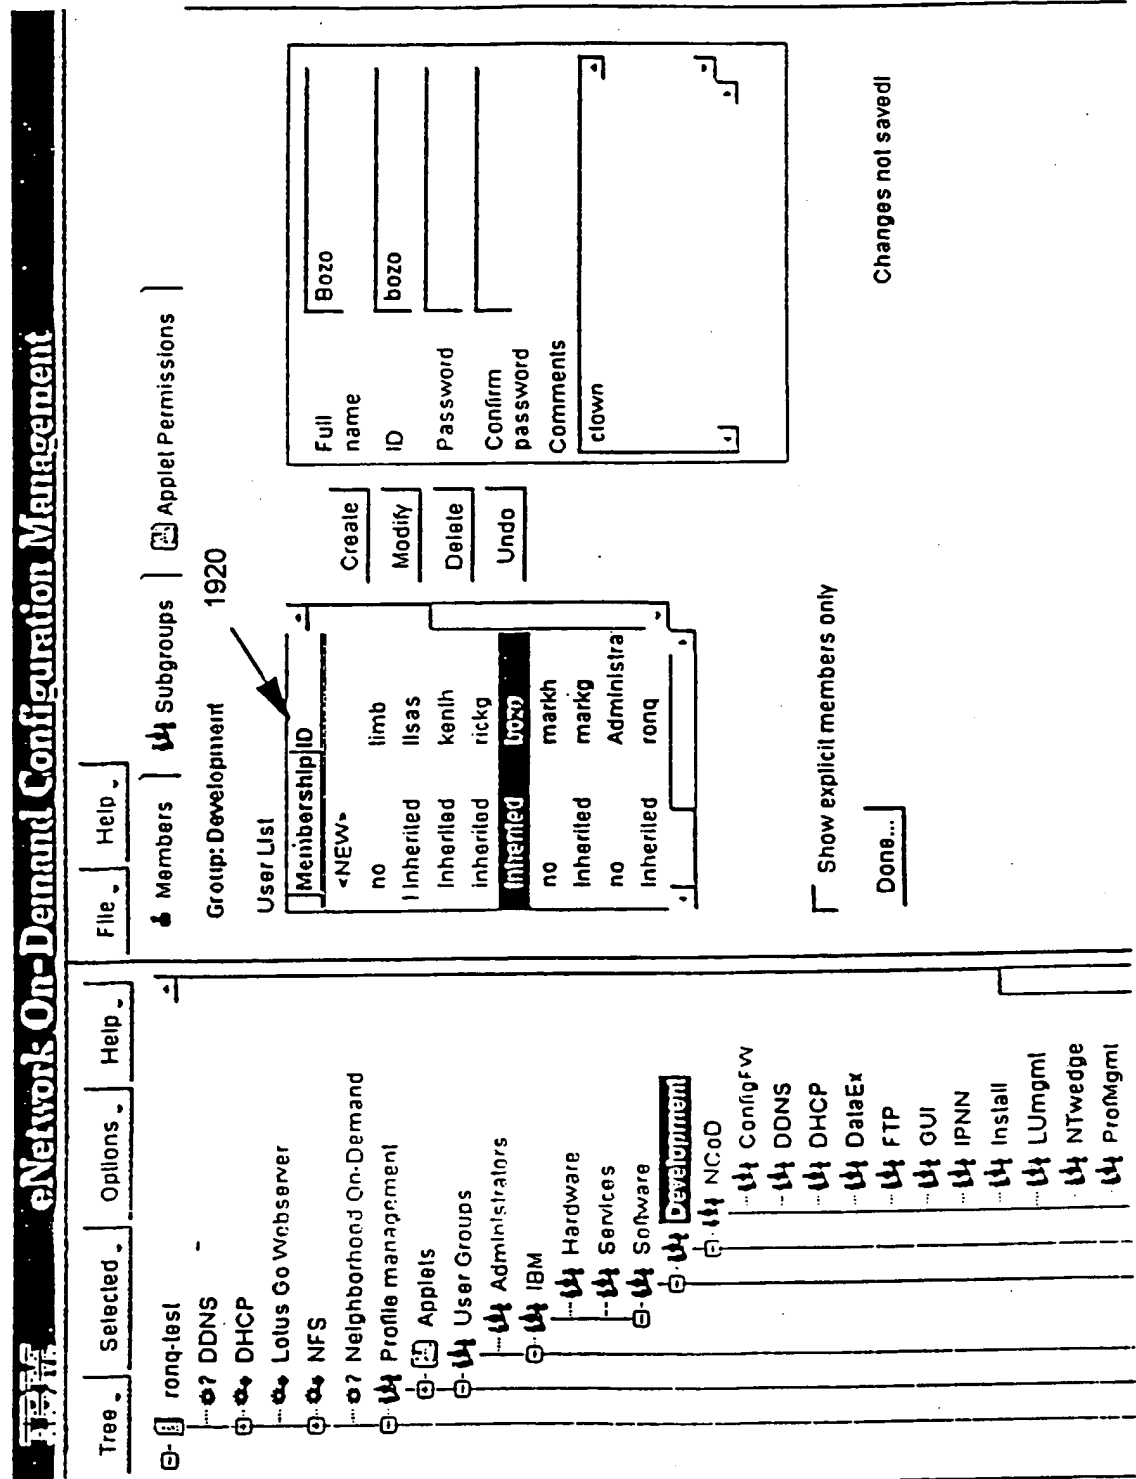 IBM eNetwork On-Demand Configuration Management
Tree Selected Options Help
File Help
ronq-test
? DDNS
DHCP
Lotus Go Webserver
NFS
? Neighborhood On-Demand
Profile management
Applets
User Groups
Administrators
IBM
Hardware
Services
Software
Development
NCoD
ConfigFW
DDNS
DHCP
DataEx
FTP
GUI
IPNN
Install
LUmgmt
NTwedge
ProfMgmt
Members Subgroups Applet Permissions
Group: Development
1920
User List
Membership ID
<NEW>
no timb
Inherited lisas
Inherited kenlh
inherited rickg
Inherited bozo
no markh
Inherited markg
no Administra
Inherited ronq
Create
Modify
Delete
Undo
Full name Bozo
ID bozo
Password
Confirm password
Comments
clown
Show explicit members only
Done...
Changes not saved!